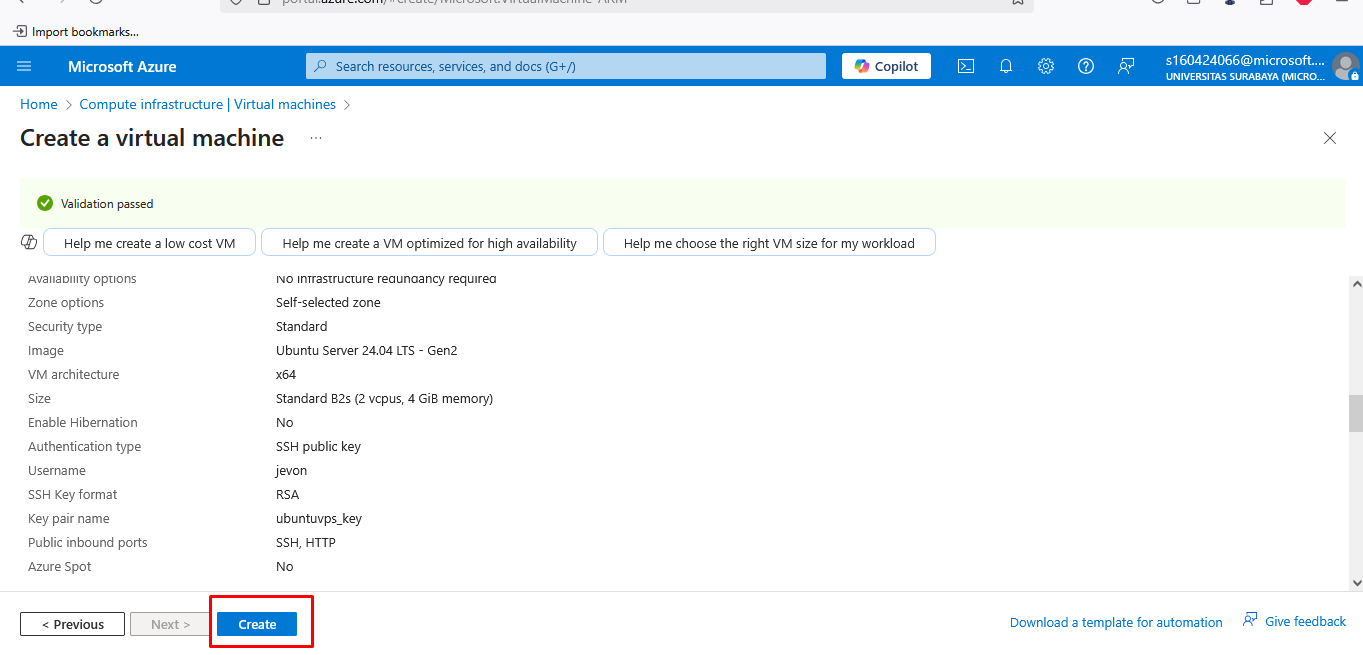 portal.azure.com/#create/Microsoft.VirtualMachine-ARM
Import bookmarks...
Microsoft Azure
Search resources, services, and docs (G+/)
Copilot
s160424066@microsoft....
UNIVERSITAS SURABAYA (MICRO...
Home > Compute infrastructure | Virtual machines >
Create a virtual machine ...
Validation passed
Help me create a low cost VM
Help me create a VM optimized for high availability
Help me choose the right VM size for my workload
Availability options No infrastructure redundancy required
Zone options Self-selected zone
Security type Standard
Image Ubuntu Server 24.04 LTS - Gen2
VM architecture x64
Size Standard B2s (2 vcpus, 4 GiB memory)
Enable Hibernation No
Authentication type SSH public key
Username jevon
SSH Key format RSA
Key pair name ubuntuvps_key
Public inbound ports SSH, HTTP
Azure Spot No
< Previous
Next >
Create
Download a template for automation
Give feedback